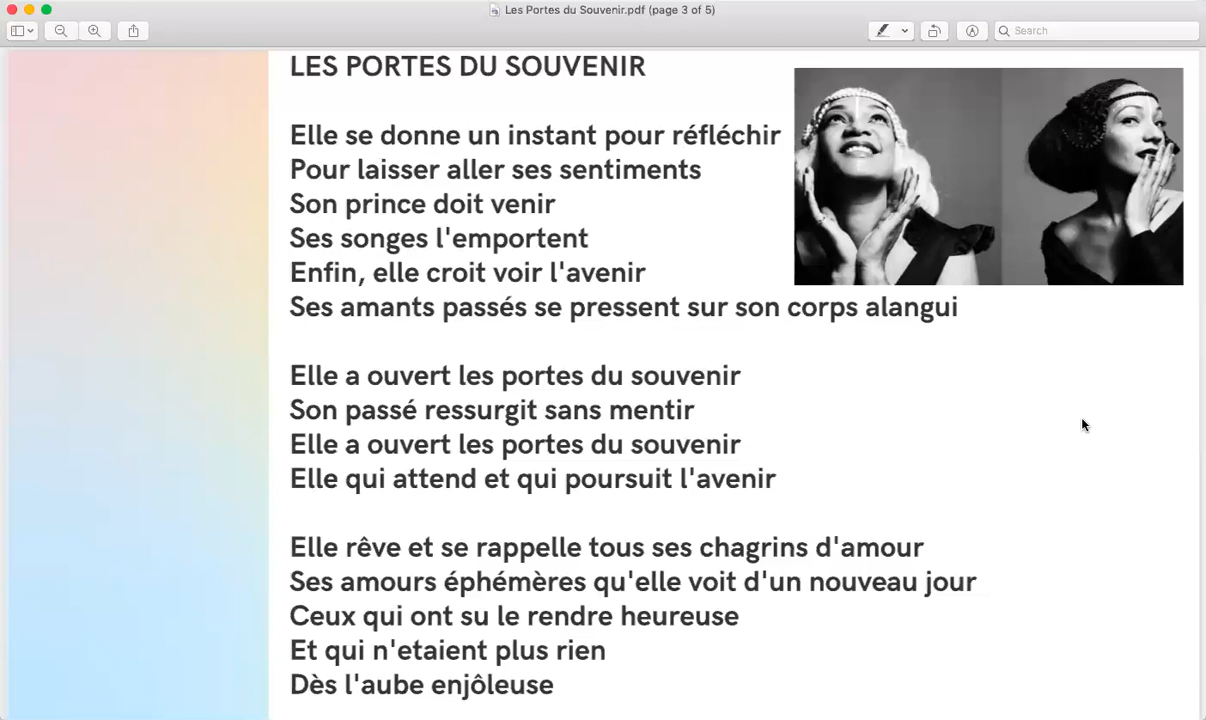 Les Portes du Souvenir.pdf (page 3 of 5)
Search
LES PORTES DU SOUVENIR
Elle se donne un instant pour réfléchir
Pour laisser aller ses sentiments
Son prince doit venir
Ses songes l'emportent
Enfin, elle croit voir l'avenir
Ses amants passés se pressent sur son corps alangui
Elle a ouvert les portes du souvenir
Son passé ressurgit sans mentir
Elle a ouvert les portes du souvenir
Elle qui attend et qui poursuit l'avenir
Elle rêve et se rappelle tous ses chagrins d'amour
Ses amours éphémères qu'elle voit d'un nouveau jour
Ceux qui ont su le rendre heureuse
Et qui n'etaient plus rien
Dès l'aube enjôleuse